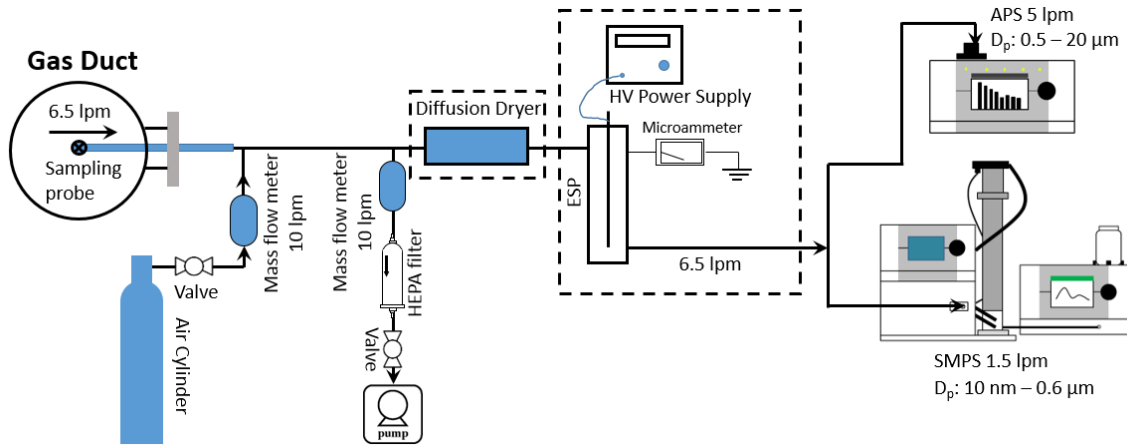 Gas Duct
6.5 lpm
Sampling
probe
Valve
Air Cylinder
Mass flow meter
10 lpm
Mass flow meter
10 lpm
HEPA filter
Valve
pump
Diffusion Dryer
HV Power Supply
Microammeter
ESP
6.5 lpm
APS 5 lpm
Dₚ: 0.5 – 20 µm
SMPS 1.5 lpm
Dₚ: 10 nm – 0.6 µm